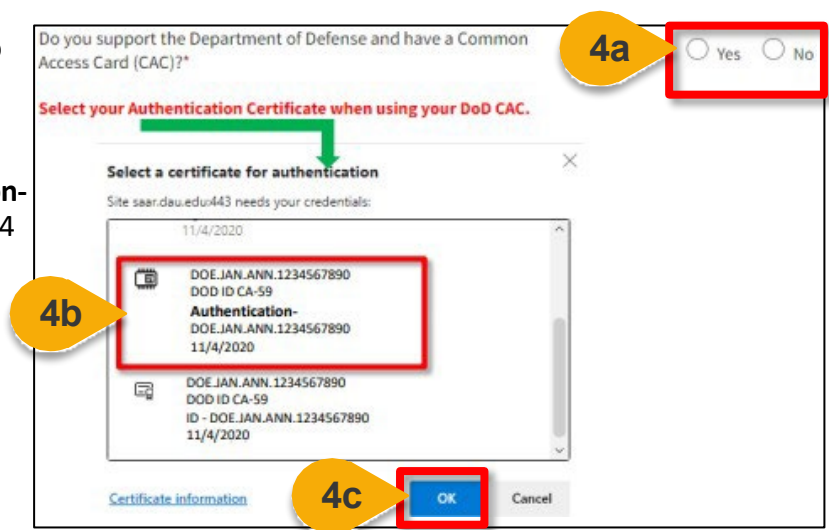 Do you support the Department of Defense and have a Common
Access Card (CAC)?*
4a
Yes No
Select your Authentication Certificate when using your DoD CAC.
n-
4
Select a certificate for authentication
Site saar.dau.edu:443 needs your credentials:
11/4/2020
4b
DOE.JAN.ANN.1234567890
DOD ID CA-59
Authentication-
DOE.JAN.ANN.1234567890
11/4/2020
DOE.JAN.ANN.1234567890
DOD ID CA-59
ID - DOE.JAN.ANN.1234567890
11/4/2020
Certificate information
4c
OK
Cancel